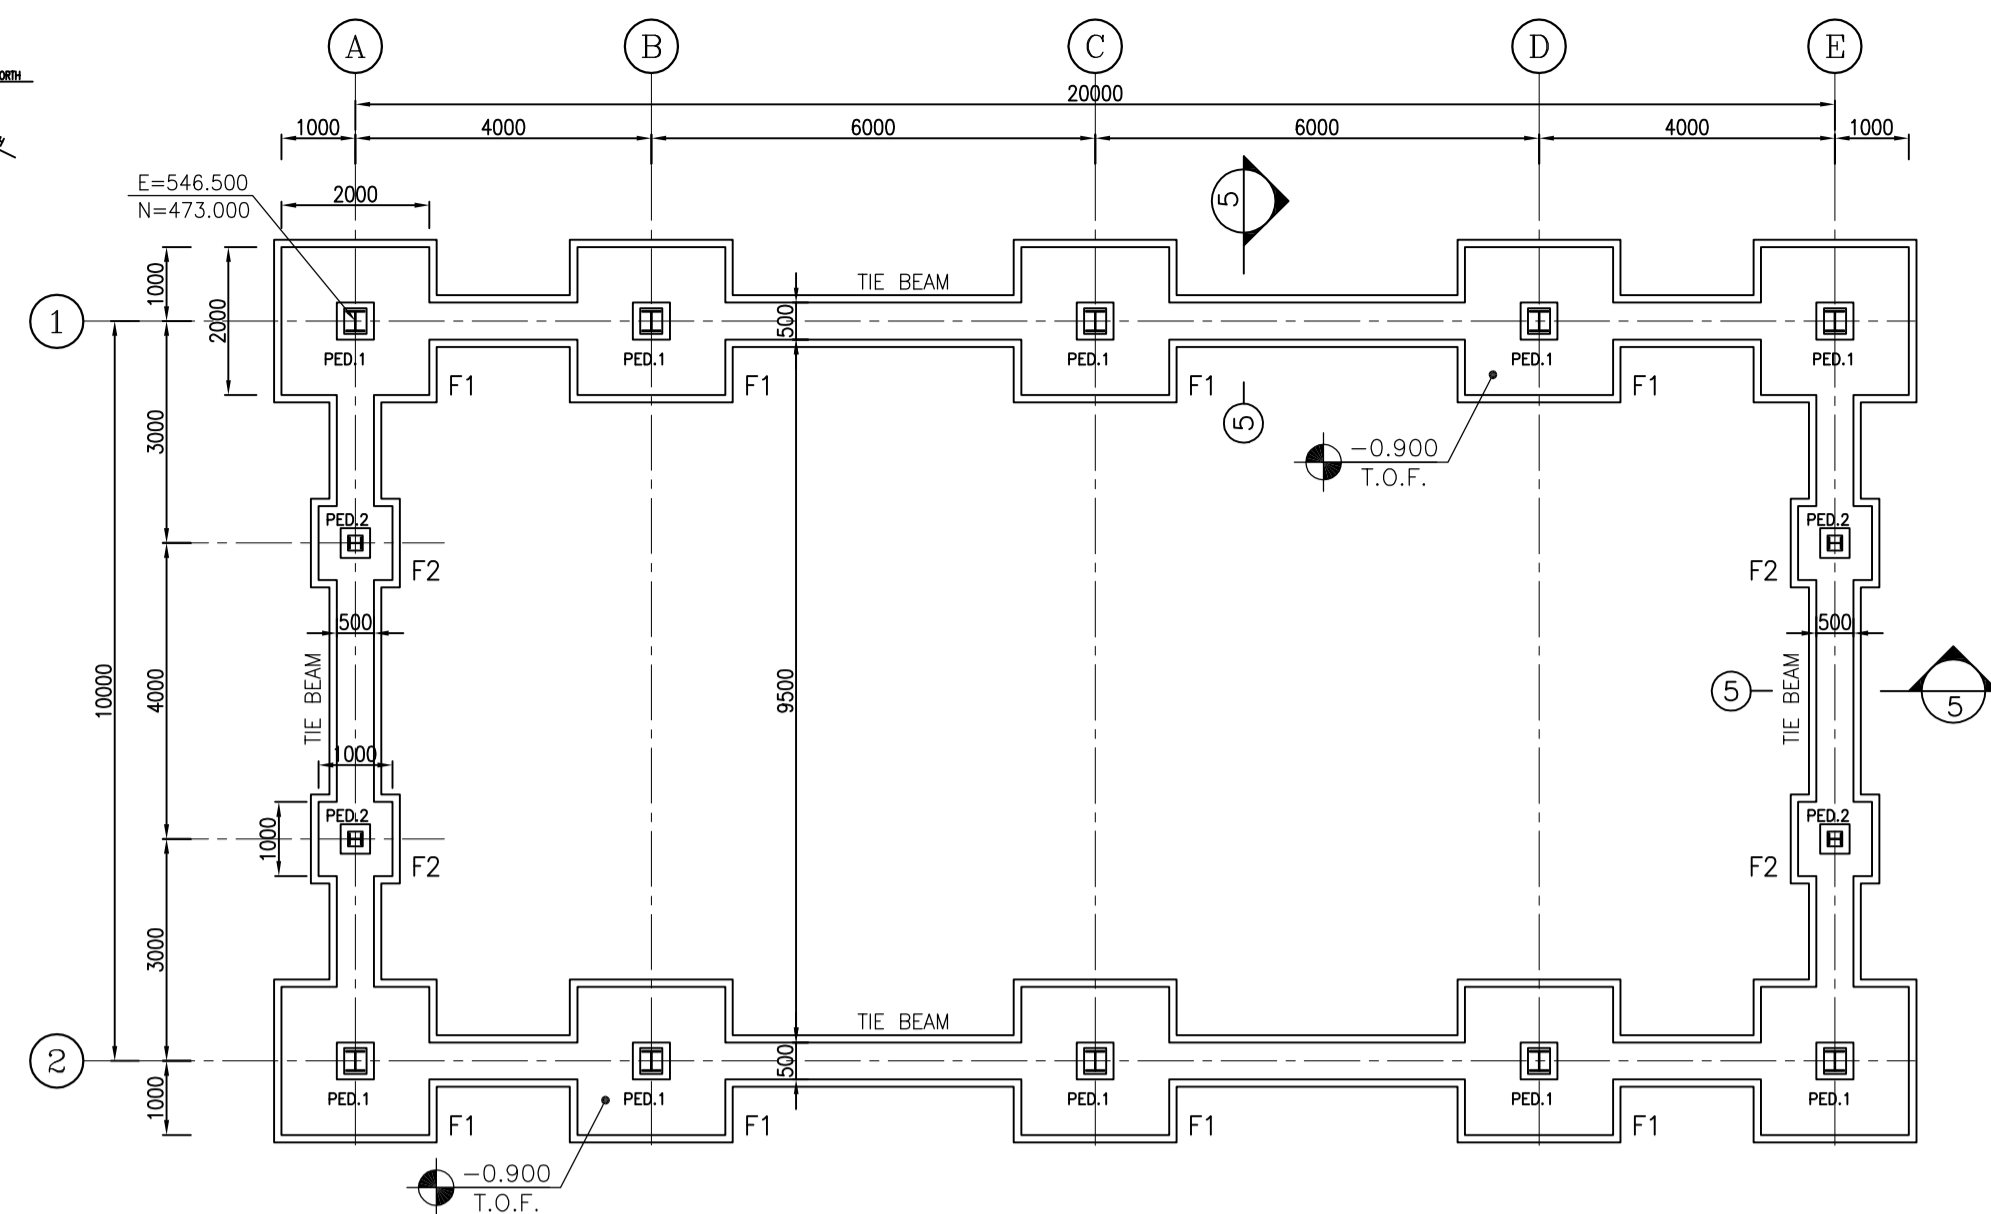 A B C D E
ORTH
20000
1000 4000 6000 6000 4000 1000
E=546.500
N=473.000
2000
5
1000
2000
TIE BEAM
1
500
PED.1 PED.1 PED.1 PED.1 PED.1
F1 F1 F1 F1
5
3000
-0.900
T.O.F.
PED.2 PED.2
F2 F2
500 500
10000
4000
TIE BEAM
9500
5
TIE BEAM
5
1000
PED.2 PED.2
1000
F2 F2
3000
TIE BEAM
2
500
1000
PED.1 PED.1 PED.1 PED.1 PED.1
F1 F1 F1 F1
-0.900
T.O.F.